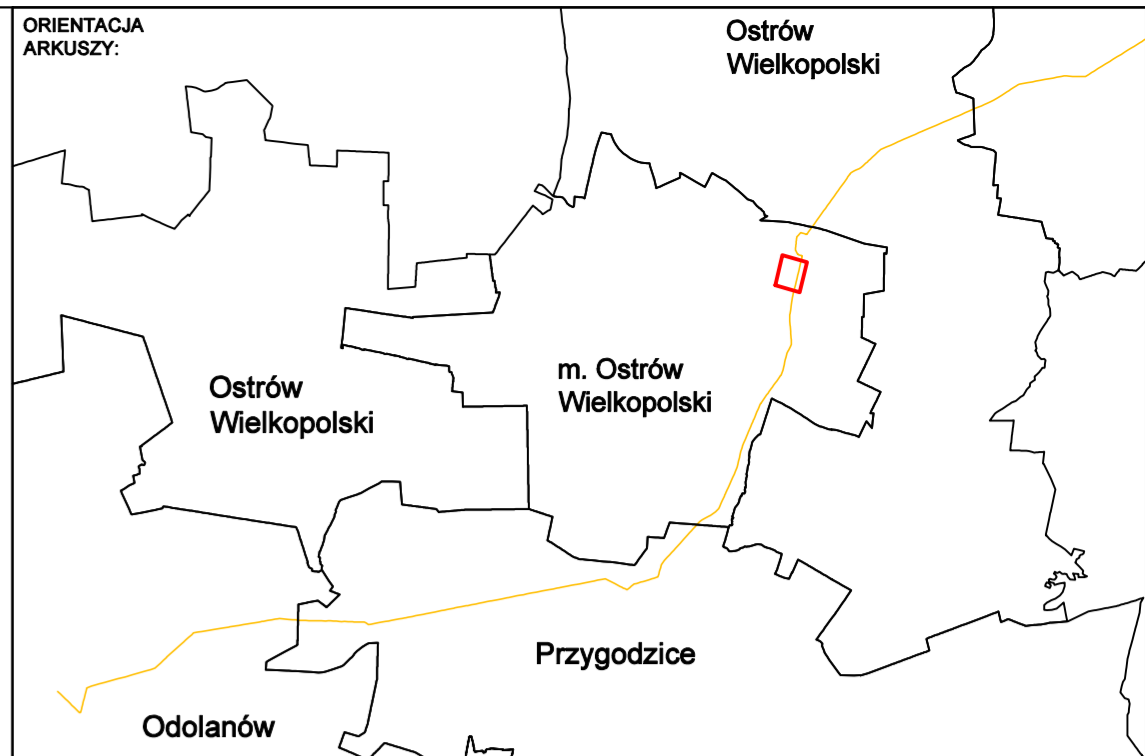 ORIENTACJA
ARKUSZY:
Ostrów
Wielkopolski
Ostrów
Wielkopolski
m. Ostrów
Wielkopolski
Przygodzice
Odolanów